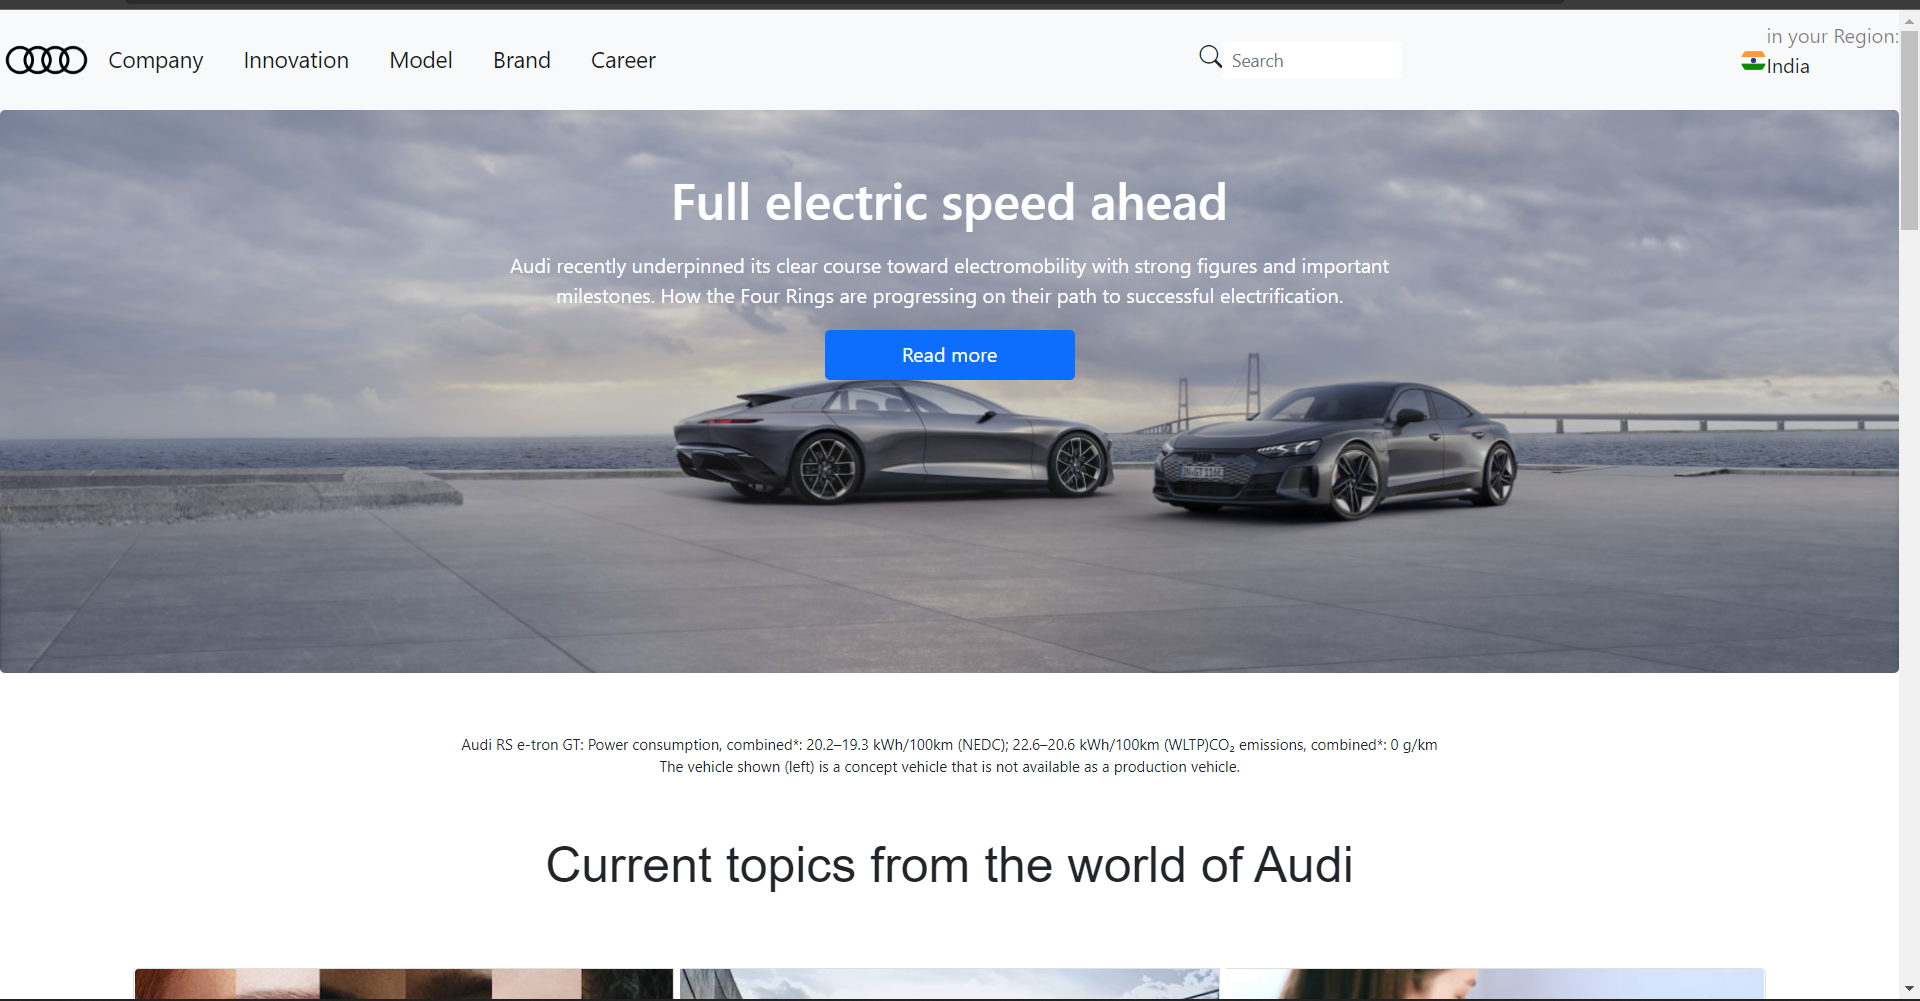 Company Innovation Model Brand Career
Search
in your Region:
India
Full electric speed ahead
Audi recently underpinned its clear course toward electromobility with strong figures and important
milestones. How the Four Rings are progressing on their path to successful electrification.
Read more
IN·GT 116E
Audi RS e-tron GT: Power consumption, combined*: 20.2–19.3 kWh/100km (NEDC); 22.6–20.6 kWh/100km (WLTP)CO₂ emissions, combined*: 0 g/km
The vehicle shown (left) is a concept vehicle that is not available as a production vehicle.
Current topics from the world of Audi